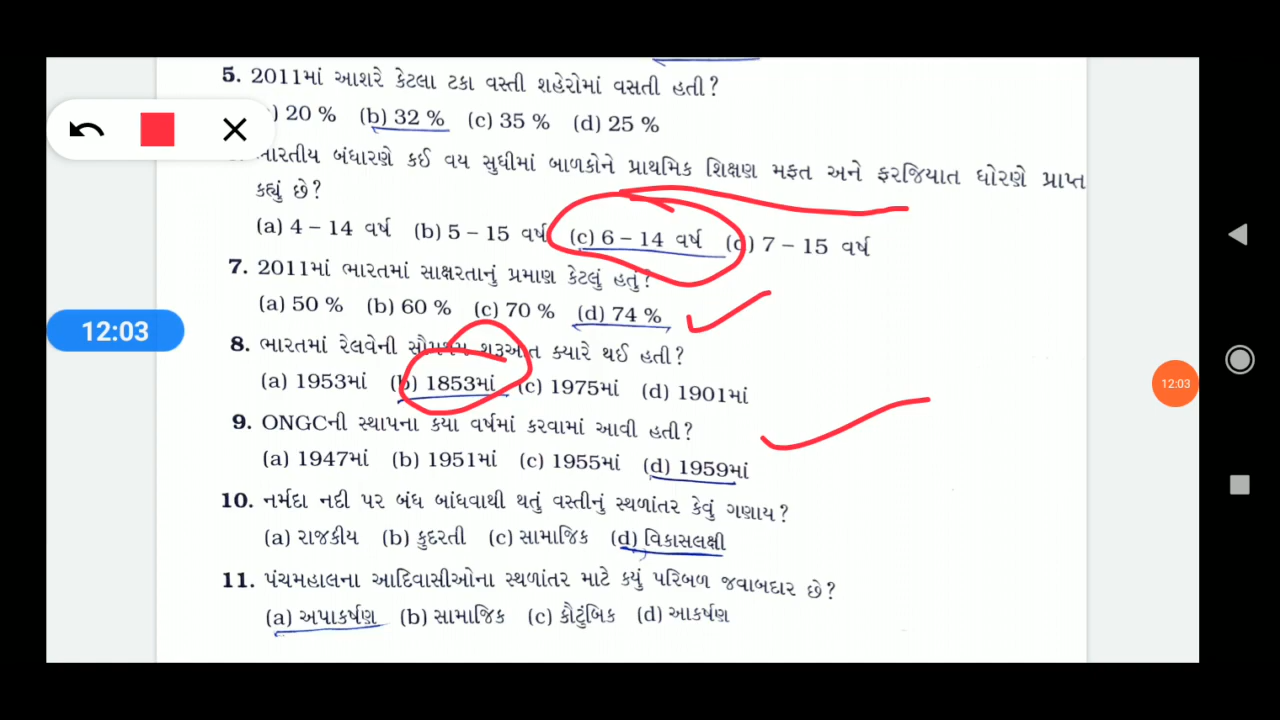 5. 2011માં આશરે કેટલા ટકા વસ્તી શહેરોમાં વસતી હતી?
) 20 % (b) 32 % (c) 35 % (d) 25 %
ભારતીય બંધારણે કઈ વય સુધીમાં બાળકોને પ્રાથમિક શિક્ષણ મફત અને ફરજિયાત ધોરણે પ્રાપ્ત
કહ્યું છે?
(a) 4 – 14 વર્ષ (b) 5 – 15 વર્ષ (c) 6 – 14 વર્ષ (d) 7 – 15 વર્ષ
7. 2011માં ભારતમાં સાક્ષરતાનું પ્રમાણ કેટલું હતું?
(a) 50 % (b) 60 % (c) 70 % (d) 74 %
12:03
8. ભારતમાં રેલવેની સૌપ્રથમ શરૂઆત ક્યારે થઈ હતી?
(a) 1953માં (b) 1853માં (c) 1975માં (d) 1901માં
12:03
9. ONGCની સ્થાપના કયા વર્ષમાં કરવામાં આવી હતી?
(a) 1947માં (b) 1951માં (c) 1955માં (d) 1959માં
10. નર્મદા નદી પર બંધ બાંધવાથી થતું વસ્તીનું સ્થળાંતર કેવું ગણાય?
(a) રાજકીય (b) કુદરતી (c) સામાજિક (d) વિકાસલક્ષી
11. પંચમહાલના આદિવાસીઓના સ્થળાંતર માટે કયું પરિબળ જવાબદાર છે?
(a) અપાકર્ષણ (b) સામાજિક (c) કૌટુંબિક (d) આકર્ષણ